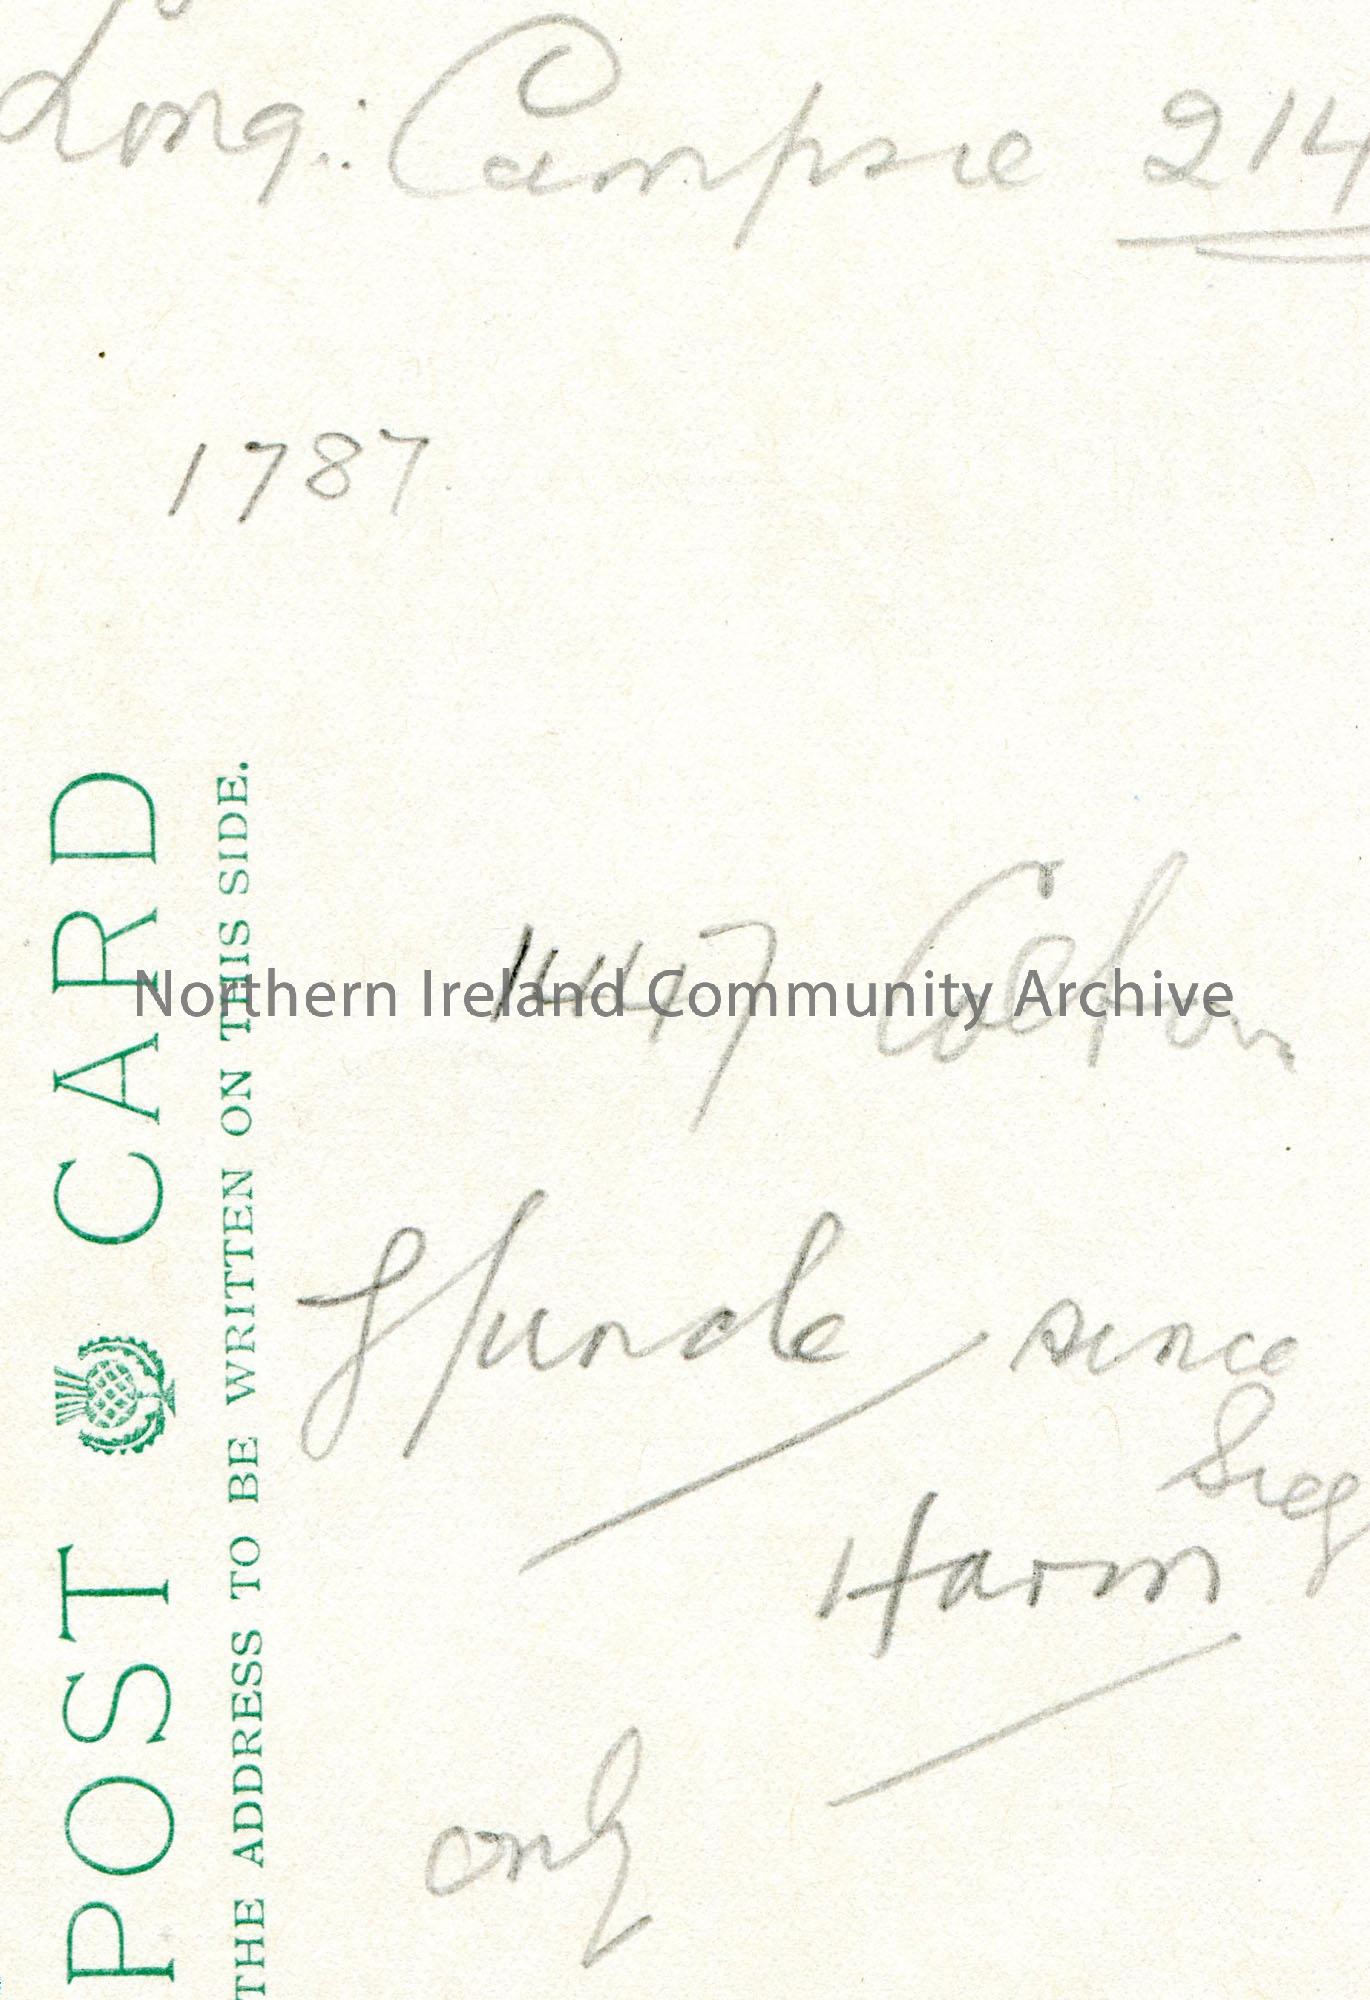 Long: Campsie 214
1787
POST CARD
THE ADDRESS TO BE WRITTEN ON THIS SIDE.
Northern Ireland Community Archive
since
Harm
only